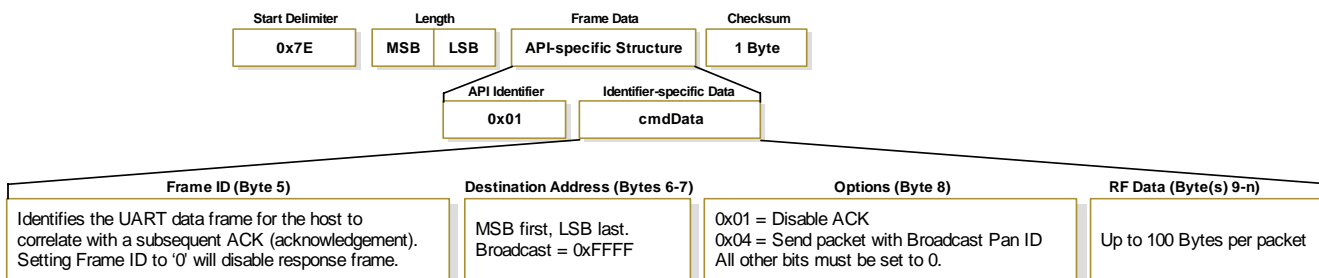 Start Delimiter
Length
Frame Data
Checksum
0x7E
MSB
LSB
API-specific Structure
1 Byte
API Identifier
Identifier-specific Data
0x01
cmdData
Frame ID (Byte 5)
Identifies the UART data frame for the host to
correlate with a subsequent ACK (acknowledgement).
Setting Frame ID to ‘0’ will disable response frame.
Destination Address (Bytes 6-7)
MSB first, LSB last.
Broadcast = 0xFFFF
Options (Byte 8)
0x01 = Disable ACK
0x04 = Send packet with Broadcast Pan ID
All other bits must be set to 0.
RF Data (Byte(s) 9-n)
Up to 100 Bytes per packet